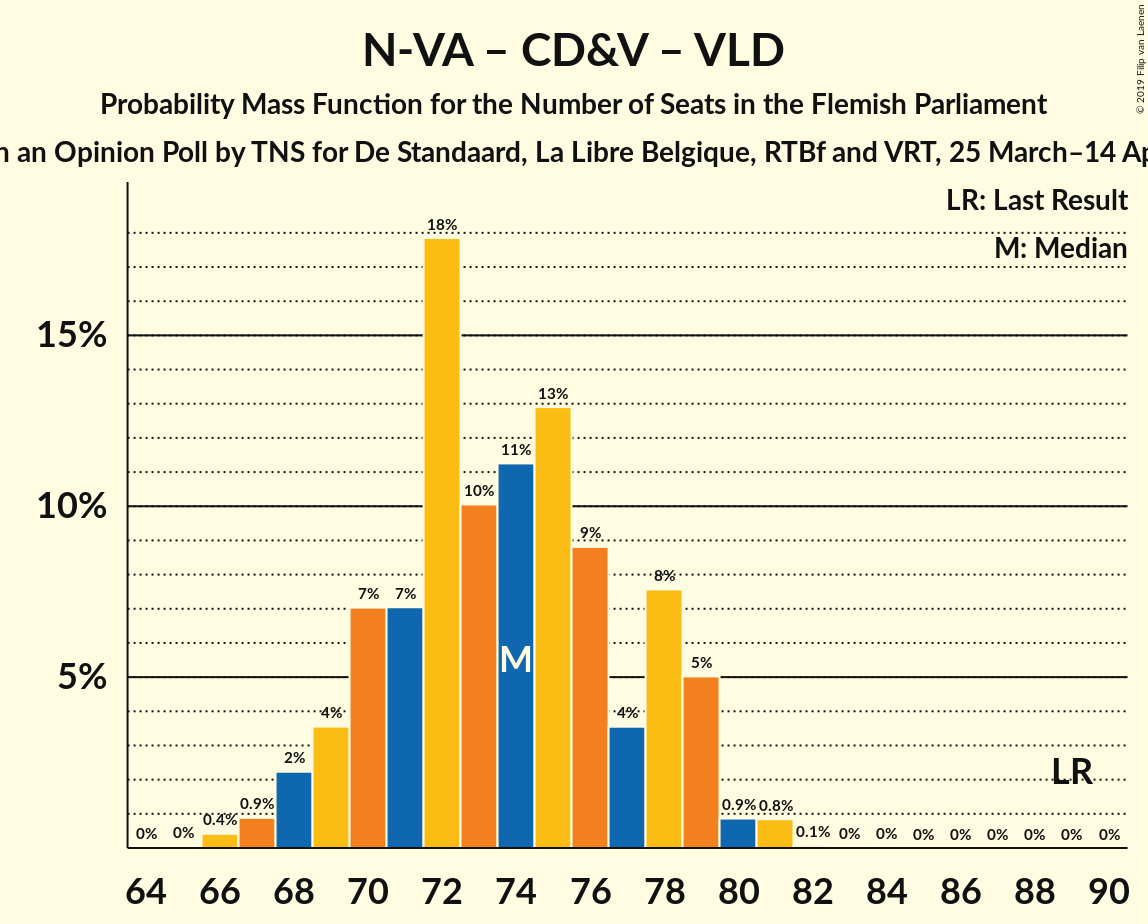 N-VA – CD&V – VLD
Probability Mass Function for the Number of Seats in the Flemish Parliament
an Opinion Poll by TNS for De Standaard, La Libre Belgique, RTBf and VRT, 25 March–14
© 2019 Filip van Laenen
LR: Last Result
M: Median
18%
15%
13%
11%
10%
10%
9%
8%
7% 7%
M
5%
5%
4% 4%
LR
2%
0% 0% 0.4% 0.9% 0.9% 0.8% 0.1% 0% 0% 0% 0% 0% 0% 0% 0%
64 66 68 70 72 74 76 78 80 82 84 86 88 90